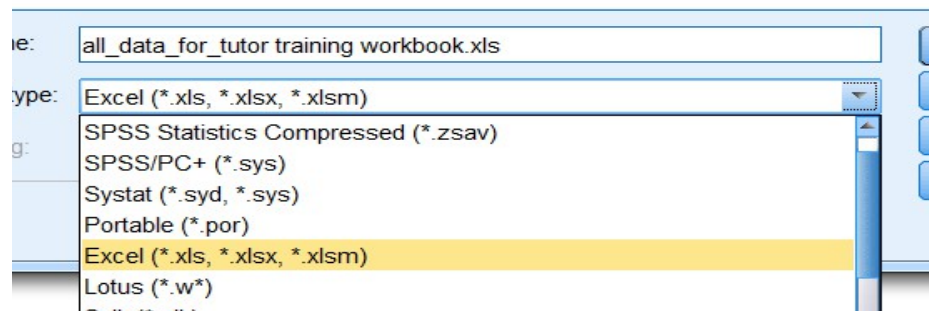 ne: all_data_for_tutor training workbook.xls
type: Excel (*.xls, *.xlsx, *.xlsm)
SPSS Statistics Compressed (*.zsav)
g:
SPSS/PC+ (*.sys)
Systat (*.syd, *.sys)
Portable (*.por)
Excel (*.xls, *.xlsx, *.xlsm)
Lotus (*.w*)